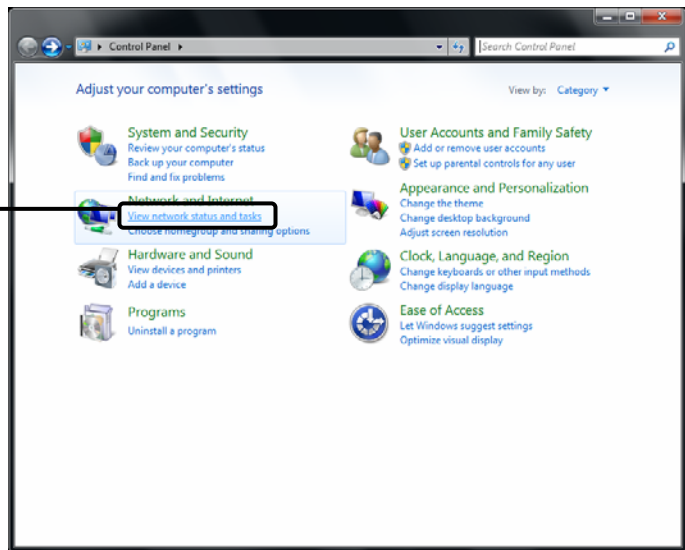 Control Panel
Search Control Panel
Adjust your computer's settings
View by: Category
System and Security
Review your computer's status
Back up your computer
Find and fix problems
Network and Internet
View network status and tasks
Choose homegroup and sharing options
Hardware and Sound
View devices and printers
Add a device
Programs
Uninstall a program
User Accounts and Family Safety
Add or remove user accounts
Set up parental controls for any user
Appearance and Personalization
Change the theme
Change desktop background
Adjust screen resolution
Clock, Language, and Region
Change keyboards or other input methods
Change display language
Ease of Access
Let Windows suggest settings
Optimize visual display